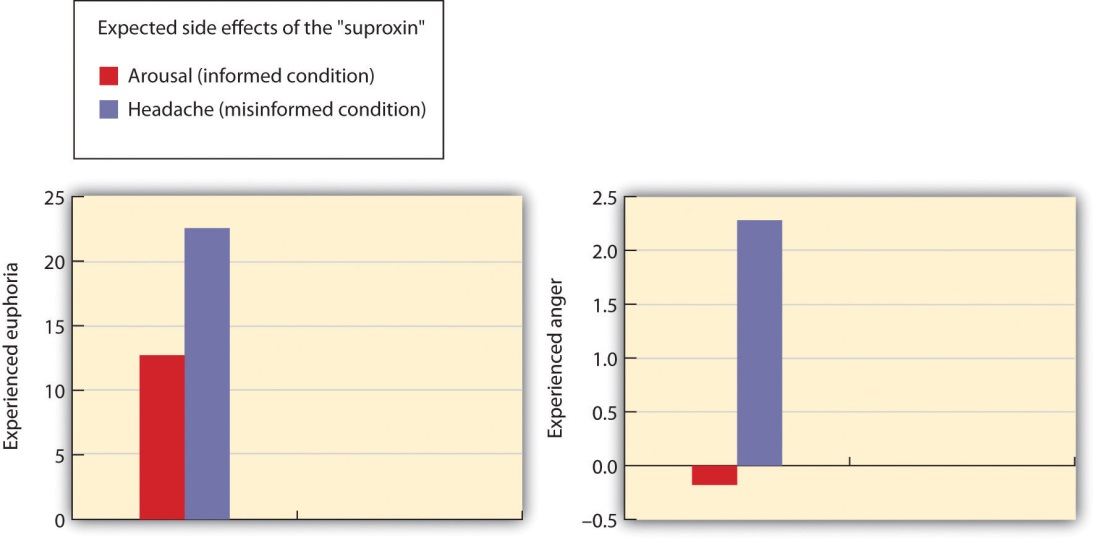 Expected side effects of the "suproxin"
Arousal (informed condition)
Headache (misinformed condition)
Experienced euphoria
25
20
15
10
5
0
Experienced anger
2.5
2.0
1.5
1.0
0.5
0.0
–0.5